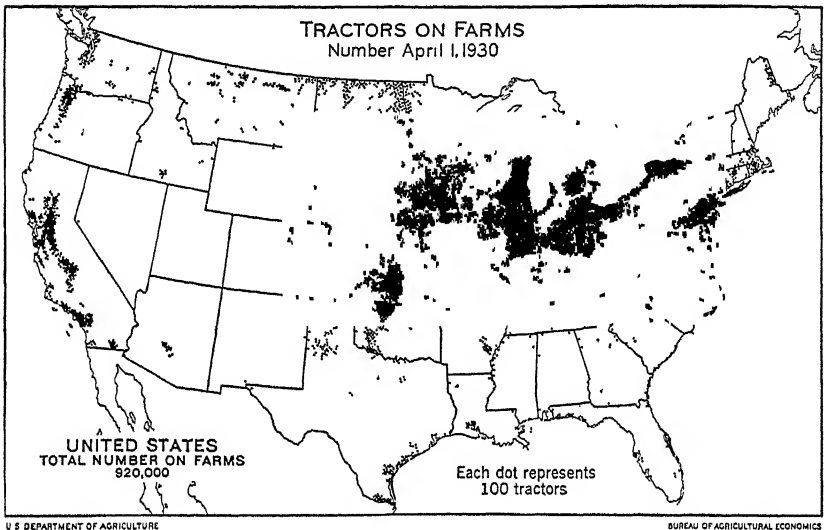 TRACTORS ON FARMS
Number April 1, 1930
UNITED STATES
TOTAL NUMBER ON FARMS
920,000
Each dot represents
100 tractors
U S DEPARTMENT OF AGRICULTURE
BUREAU OF AGRICULTURAL ECONOMICS